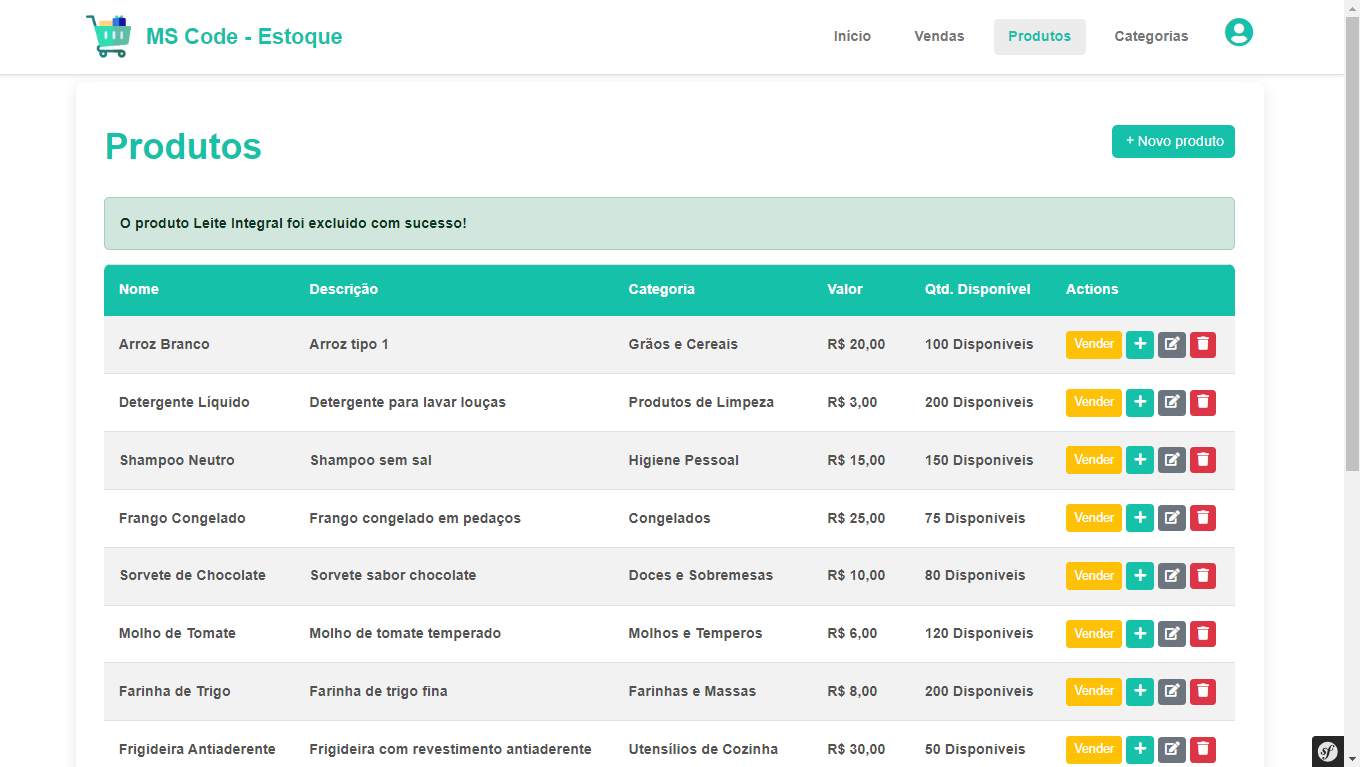 MS Code - Estoque
Início Vendas Produtos Categorias
Produtos
+ Novo produto
O produto Leite Integral foi excluido com sucesso!
Nome Descrição Categoria Valor Qtd. Disponível Actions
Arroz Branco Arroz tipo 1 Grãos e Cereais R$ 20,00 100 Disponiveis Vender
Detergente Líquido Detergente para lavar louças Produtos de Limpeza R$ 3,00 200 Disponiveis Vender
Shampoo Neutro Shampoo sem sal Higiene Pessoal R$ 15,00 150 Disponiveis Vender
Frango Congelado Frango congelado em pedaços Congelados R$ 25,00 75 Disponiveis Vender
Sorvete de Chocolate Sorvete sabor chocolate Doces e Sobremesas R$ 10,00 80 Disponiveis Vender
Molho de Tomate Molho de tomate temperado Molhos e Temperos R$ 6,00 120 Disponiveis Vender
Farinha de Trigo Farinha de trigo fina Farinhas e Massas R$ 8,00 200 Disponiveis Vender
Frigideira Antiaderente Frigideira com revestimento antiaderente Utensílios de Cozinha R$ 30,00 50 Disponiveis Vender
sf